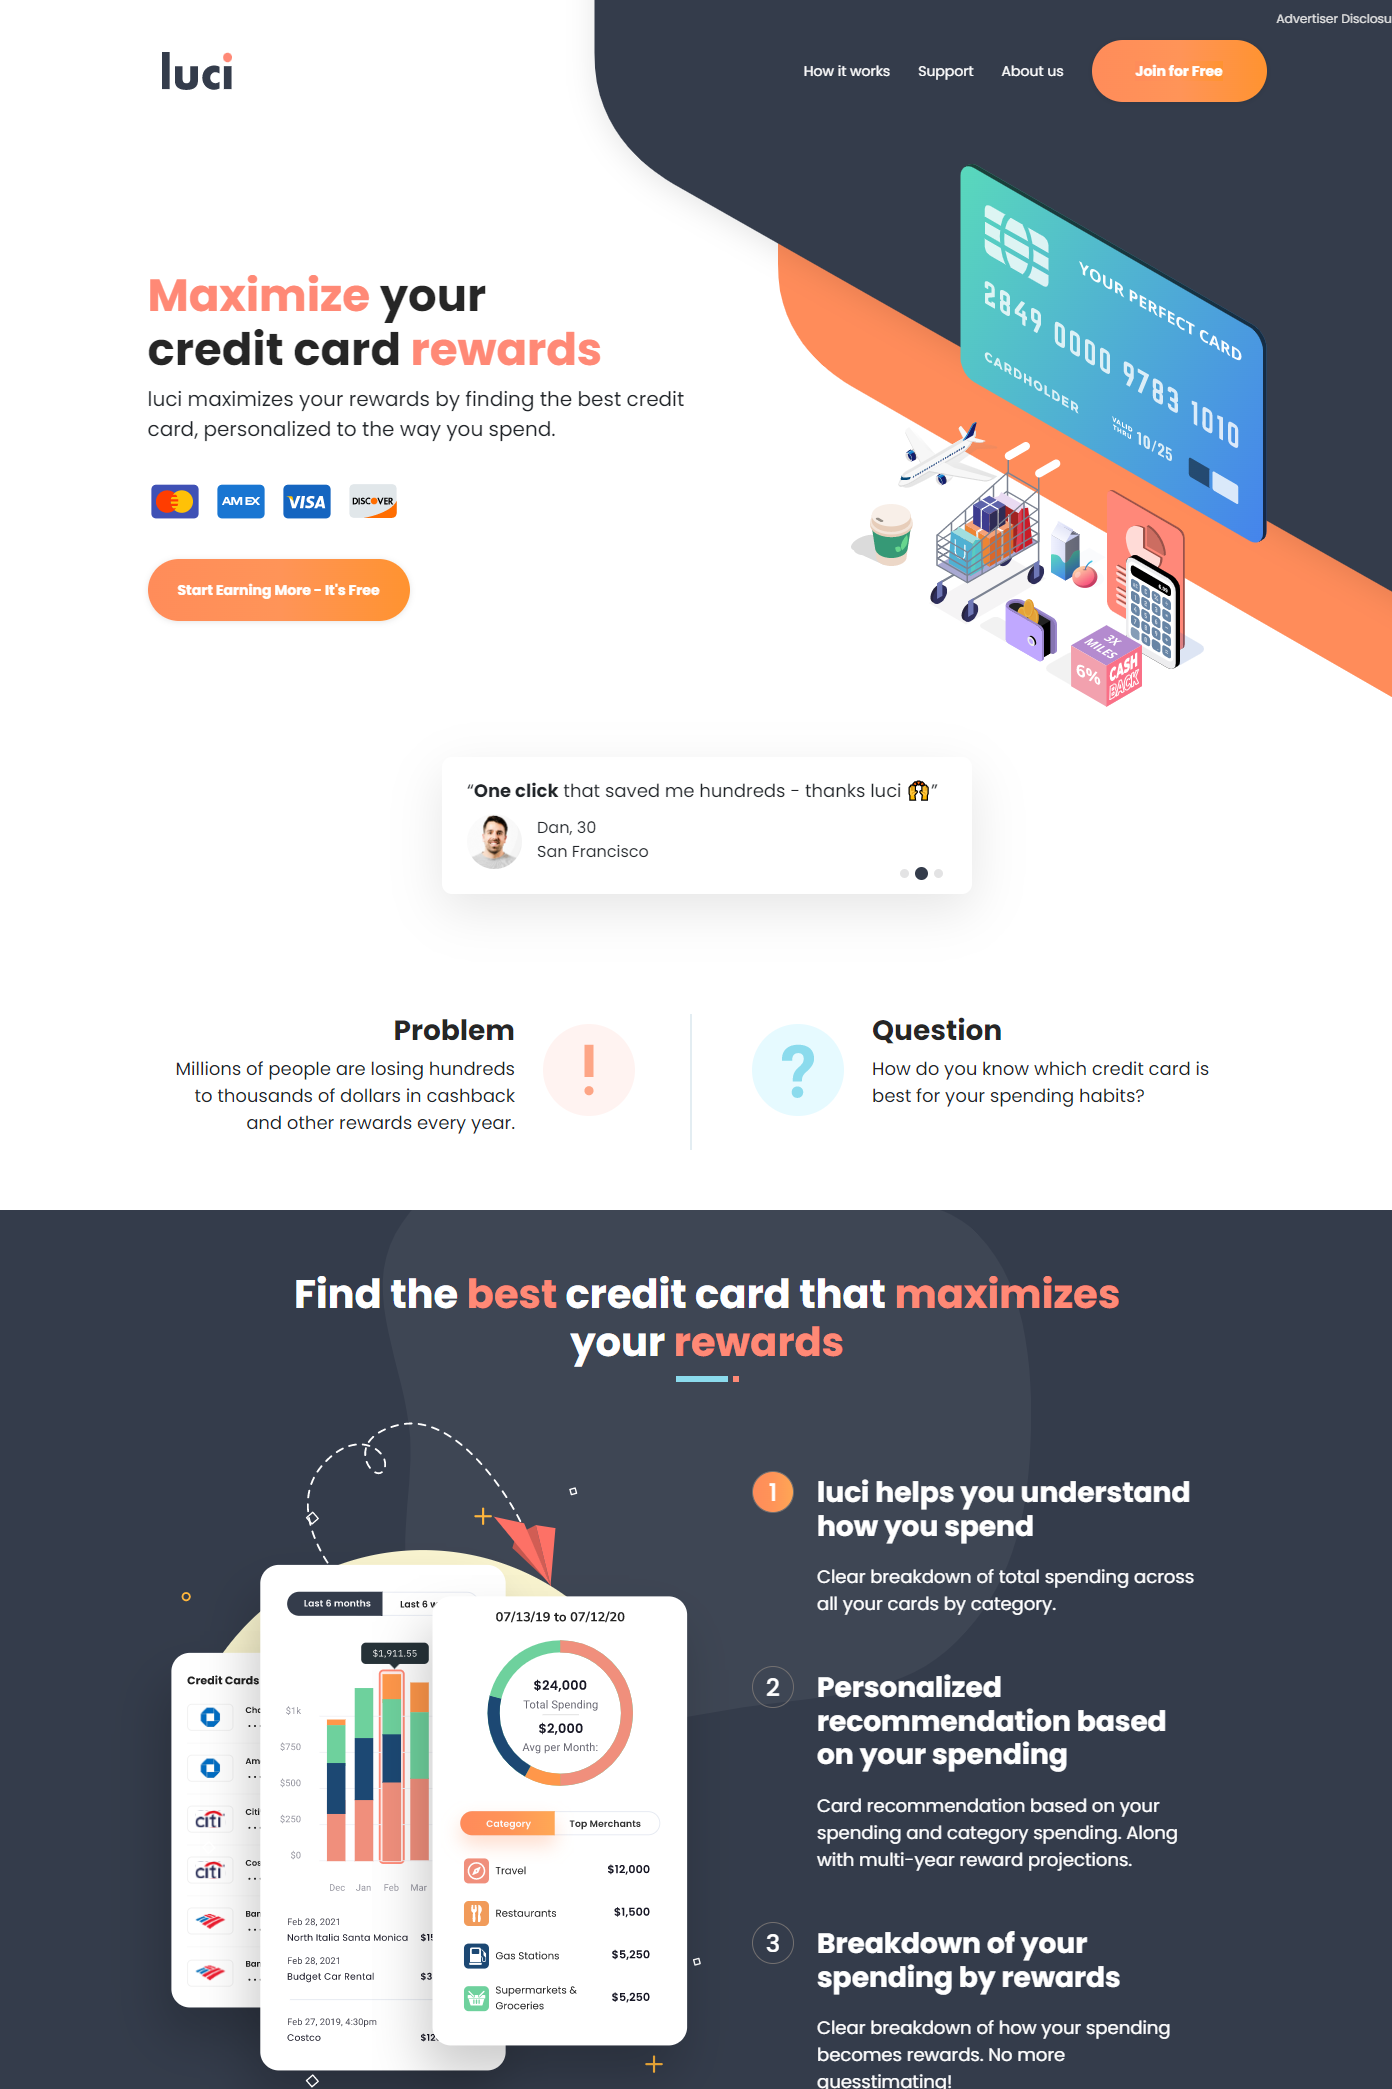 Advertiser Disclosu
luci
How it works
Support
About us
Join for Free
YOUR PERFECT CARD
2849 0000 9783 1010
CARDHOLDER
VALID
THRU
10/25
Maximize your
credit card rewards
luci maximizes your rewards by finding the best credit
card, personalized to the way you spend.
AMEX
VISA
DISCOVER
Start Earning More - It's Free
3X
MILES
6%
CASH
BACK
“One click that saved me hundreds - thanks luci 🙌”
Dan, 30
San Francisco
Problem
Millions of people are losing hundreds
to thousands of dollars in cashback
and other rewards every year.
!
?
Question
How do you know which credit card is
best for your spending habits?
Find the best credit card that maximizes
your rewards
Credit Cards
Cha
Am
citi
Citi
citi
Cos
Ban
Ban
Last 6 months
Last 6 w
$1,911.55
$1k
$750
$500
$250
$0
Dec
Jan
Feb
Mar
Feb 28, 2021
North Italia Santa Monica
$15
Feb 28, 2021
Budget Car Rental
$3
Feb 27, 2019, 4:30pm
Costco
$12
07/13/19 to 07/12/20
$24,000
Total Spending
$2,000
Avg per Month:
Category
Top Merchants
Travel
$12,000
Restaurants
$1,500
Gas Stations
$5,250
Supermarkets &
Groceries
$5,250
1
luci helps you understand
how you spend
Clear breakdown of total spending across
all your cards by category.
2
Personalized
recommendation based
on your spending
Card recommendation based on your
spending and category spending. Along
with multi-year reward projections.
3
Breakdown of your
spending by rewards
Clear breakdown of how your spending
becomes rewards. No more
guesstimating!